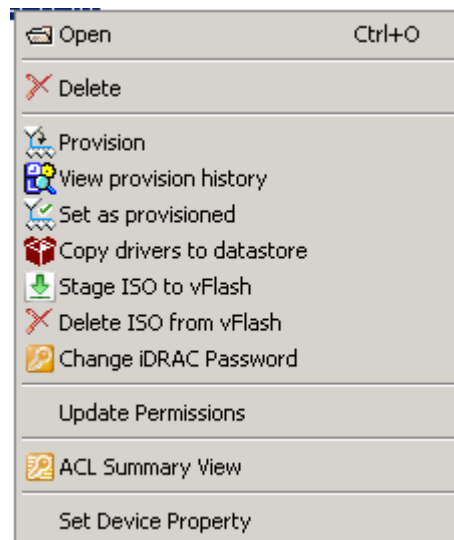 Open Ctrl+O
Delete
Provision
View provision history
Set as provisioned
Copy drivers to datastore
Stage ISO to vFlash
Delete ISO from vFlash
Change iDRAC Password
Update Permissions
ACL Summary View
Set Device Property